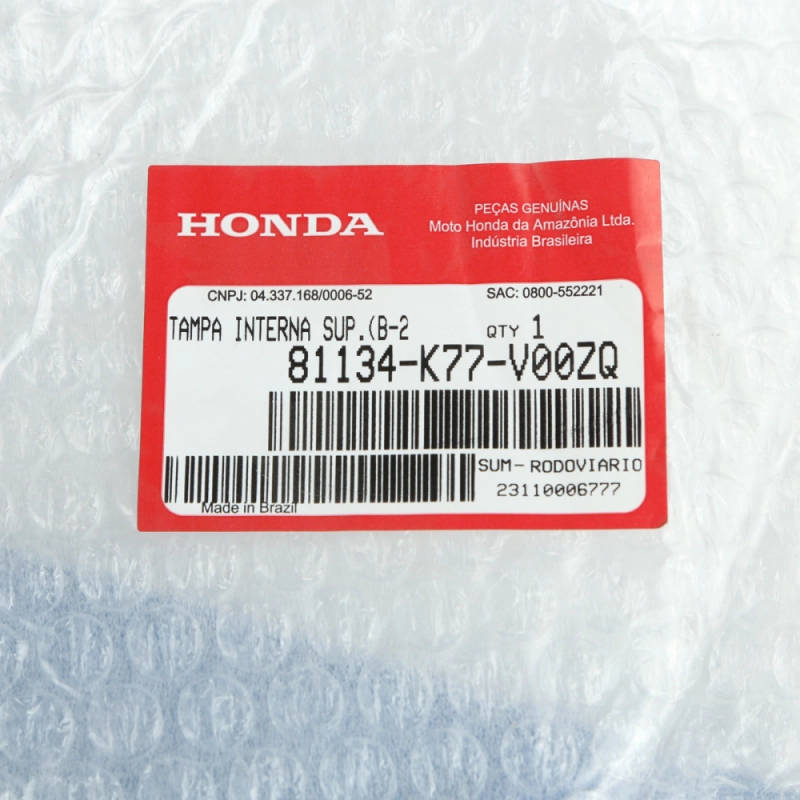 HONDA
PEÇAS GENUÍNAS
Moto Honda da Amazônia Ltda.
Indústria Brasileira
CNPJ: 04.337.168/0006-52
SAC: 0800-552221
TAMPA INTERNA SUP.(B-2
QTY 1
81134-K77-V00ZQ
SUM-RODOVIARIO
23110006777
Made in Brazil